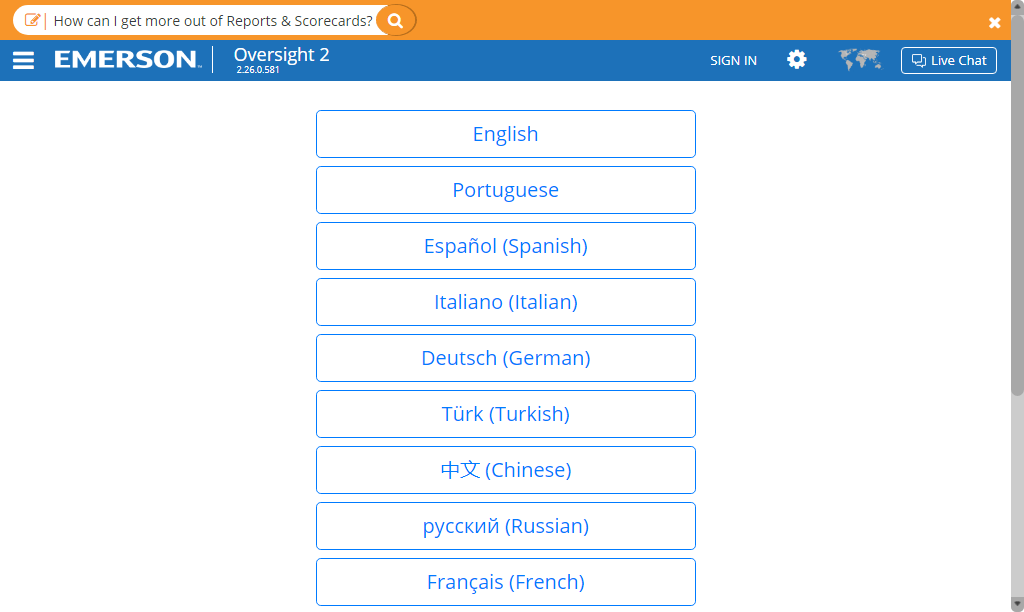 How can I get more out of Reports & Scorecards?
EMERSON™ Oversight 2
2.26.0.581
SIGN IN
Live Chat
English
Portuguese
Español (Spanish)
Italiano (Italian)
Deutsch (German)
Türk (Turkish)
中文 (Chinese)
русский (Russian)
Français (French)